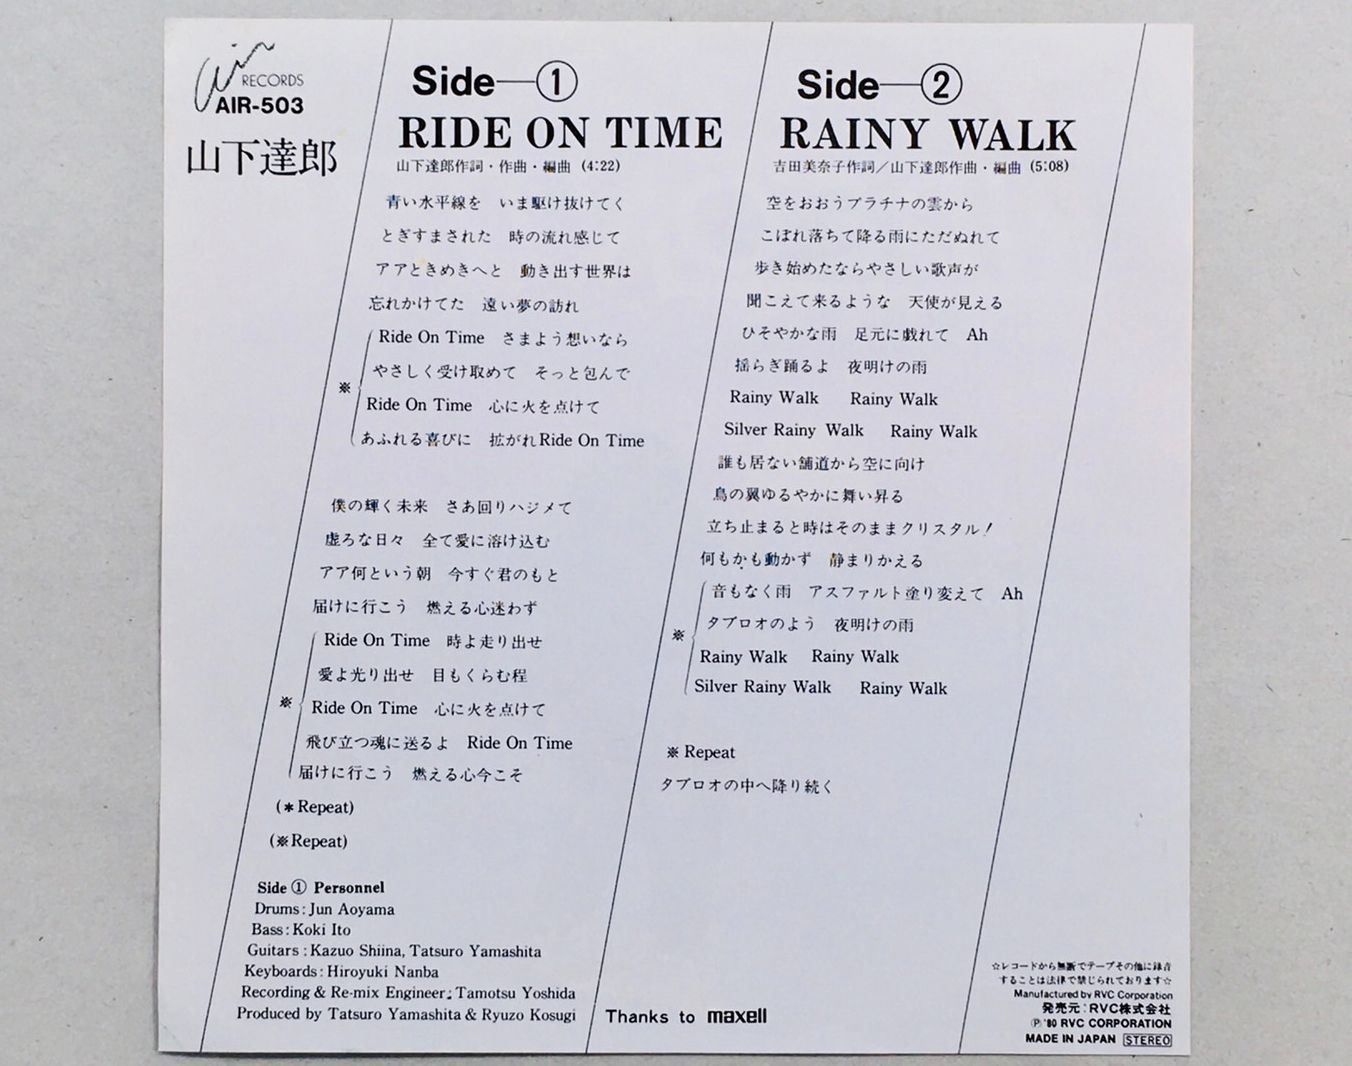 Air RECORDS
AIR-503
山下達郎
Side—①
RIDE ON TIME
山下達郎作詞・作曲・編曲 (4:22)
青い水平線を　いま駆け抜けてく
とぎすまされた　時の流れ感じて
アアときめきへと　動き出す世界は
忘れかけてた　遠い夢の訪れ
※
Ride On Time　さまよう想いなら
やさしく受け取めて　そっと包んで
Ride On Time　心に火を点けて
あふれる喜びに　拡がれRide On Time
僕の輝く未来　さあ回りハジメて
虚ろな日々　全て愛に溶け込む
アア何という朝　今すぐ君のもと
届けに行こう　燃える心迷わず
※
Ride On Time　時よ走り出せ
愛よ光り出せ　目もくらむ程
Ride On Time　心に火を点けて
飛び立つ魂に送るよ　Ride On Time
届けに行こう　燃える心今こそ
(＊Repeat)
(※Repeat)
Side ① Personnel
Drums : Jun Aoyama
Bass : Koki Ito
Guitars : Kazuo Shiina, Tatsuro Yamashita
Keyboards : Hiroyuki Nanba
Recording & Re-mix Engineer : Tamotsu Yoshida
Produced by Tatsuro Yamashita & Ryuzo Kosugi
Side—②
RAINY WALK
吉田美奈子作詞／山下達郎作曲・編曲 (5:08)
空をおおうプラチナの雲から
こぼれ落ちて降る雨にただぬれて
歩き始めたならやさしい歌声が
聞こえて来るような　天使が見える
ひそやかな雨　足元に戯れて　Ah
揺らぎ踊るよ　夜明けの雨
Rainy Walk　Rainy Walk
Silver Rainy Walk　Rainy Walk
誰も居ない舗道から空に向け
鳥の翼ゆるやかに舞い昇る
立ち止まると時はそのままクリスタル！
何もかも動かず　静まりかえる
※
音もなく雨　アスファルト塗り変えて　Ah
タブロオのよう　夜明けの雨
Rainy Walk　Rainy Walk
Silver Rainy Walk　Rainy Walk
※ Repeat
タブロオの中へ降り続く
Thanks to maxell
☆レコードから無断でテープその他に録音
することは法律で禁じられております☆
Manufactured by RVC Corporation
発売元：RVC株式会社
Ⓟ '80 RVC CORPORATION
MADE IN JAPAN STEREO